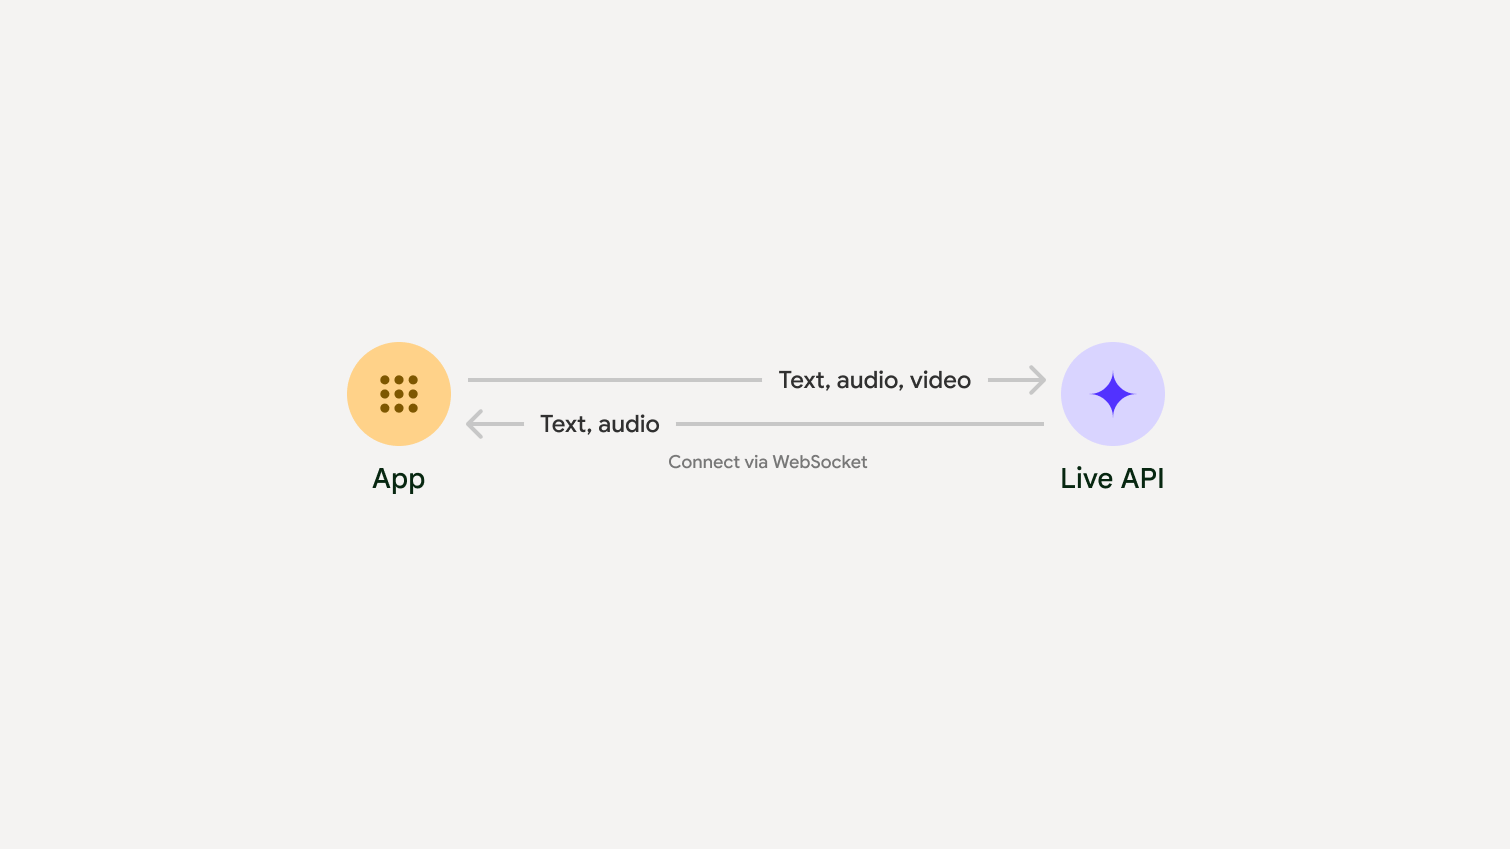 Text, audio, video
Text, audio
Connect via WebSocket
App
Live API